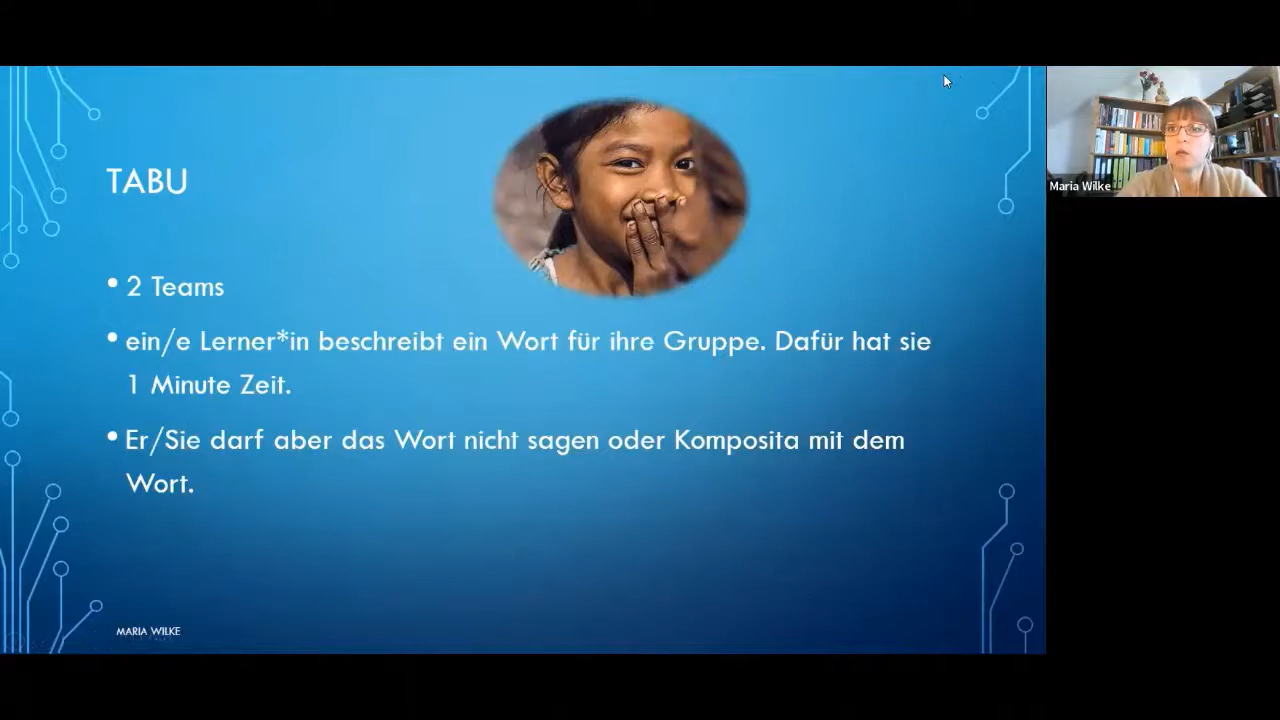 TABU
• 2 Teams
• ein/e Lerner*in beschreibt ein Wort für ihre Gruppe. Dafür hat sie
1 Minute Zeit.
• Er/Sie darf aber das Wort nicht sagen oder Komposita mit dem
Wort.
MARIA WILKE
Maria Wilke